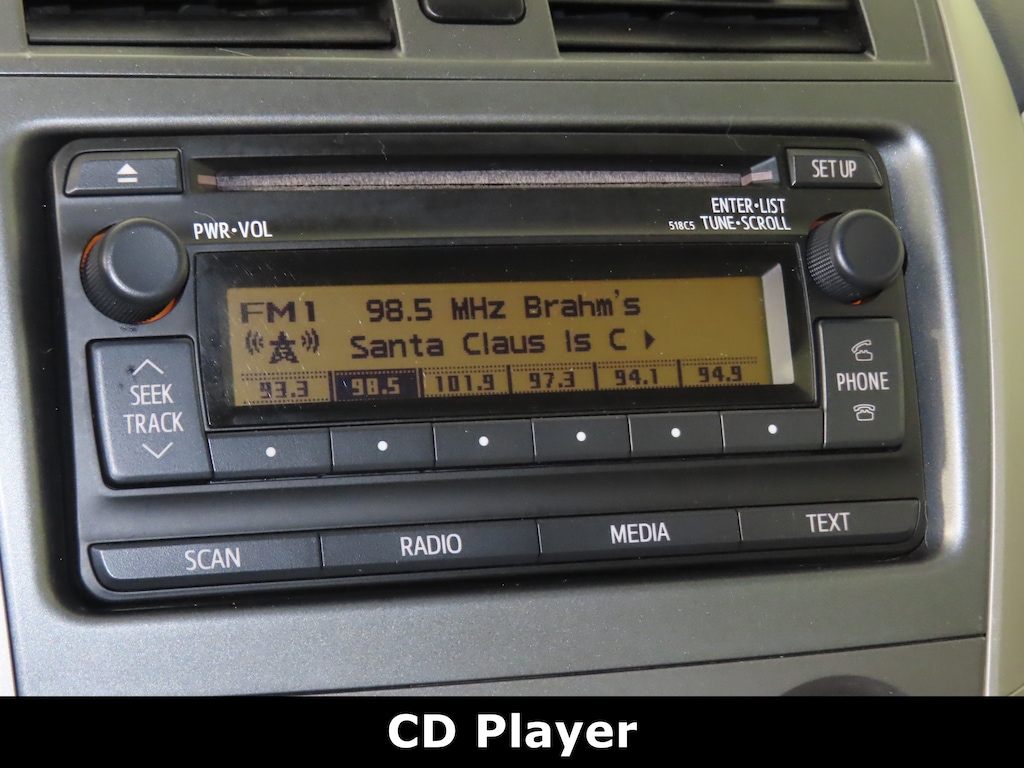 SET UP
PWR•VOL
ENTER•LIST
518C5 TUNE•SCROLL
FM1 98.5 MHz Brahm's
Santa Claus Is C
93.3 98.5 101.9 97.3 94.1 94.9
SEEK
TRACK
PHONE
SCAN RADIO MEDIA TEXT
CD Player